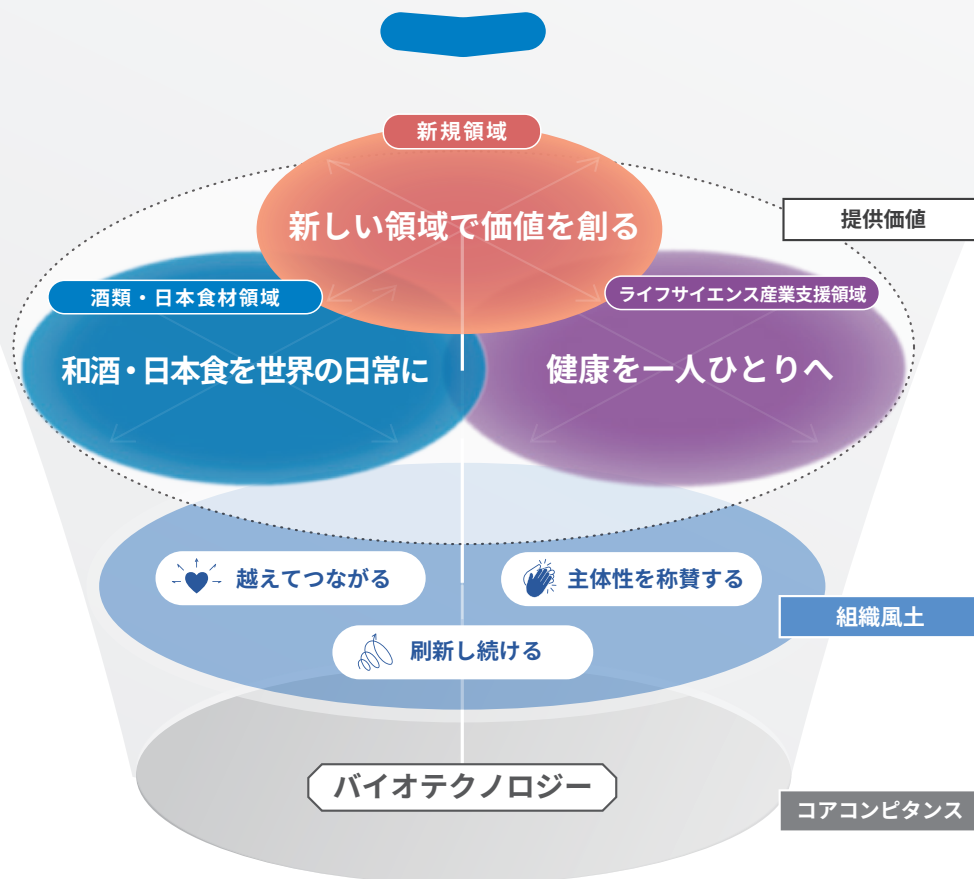 新規領域
新しい領域で価値を創る
提供価値
酒類・日本食材領域
ライフサイエンス産業支援領域
和酒・日本食を世界の日常に
健康を一人ひとりへ
越えてつながる
主体性を称賛する
組織風土
刷新し続ける
バイオテクノロジー
コアコンピタンス